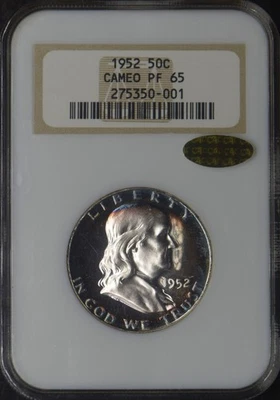 1952 50C
CAMEO PF 65
275350-001
LIBERTY
1952
IN GOD WE TRUST